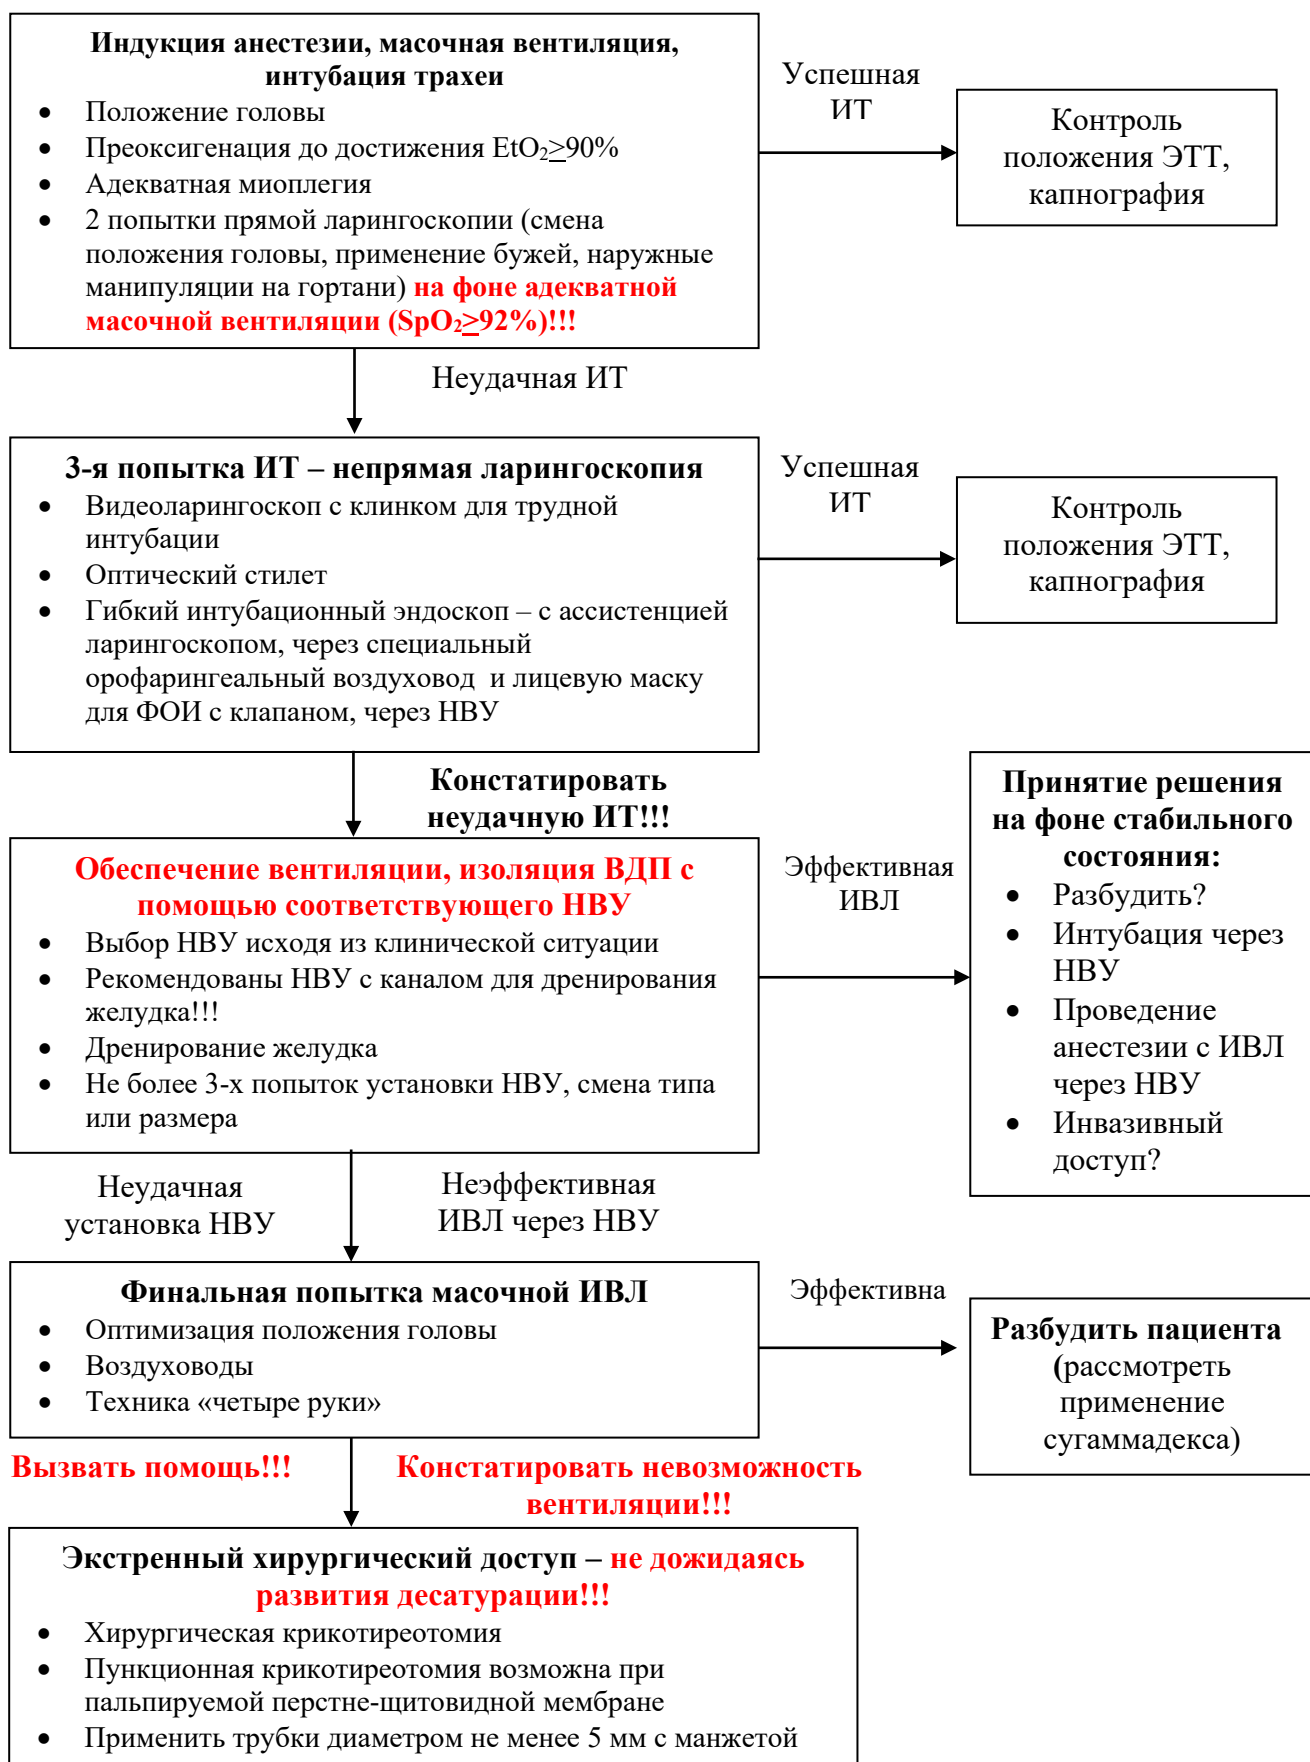 Индукция анестезии, масочная вентиляция,
интубация трахеи
• Положение головы
• Преоксигенация до достижения EtO₂≥90%
• Адекватная миоплегия
• 2 попытки прямой ларингоскопии (смена
положения головы, применение бужей, наружные
манипуляции на гортани) на фоне адекватной
масочной вентиляции (SpO₂≥92%)!!!
Успешная
ИТ
Контроль
положения ЭТТ,
капнография
Неудачная ИТ
3-я попытка ИТ – непрямая ларингоскопия
• Видеоларингоскоп с клинком для трудной
интубации
• Оптический стилет
• Гибкий интубационный эндоскоп – с ассистенцией
ларингоскопом, через специальный
орофарингеальный воздуховод и лицевую маску
для ФОИ с клапаном, через НВУ
Успешная
ИТ
Контроль
положения ЭТТ,
капнография
Констатировать
неудачную ИТ!!!
Обеспечение вентиляции, изоляция ВДП с
помощью соответствующего НВУ
• Выбор НВУ исходя из клинической ситуации
• Рекомендованы НВУ с каналом для дренирования
желудка!!!
• Дренирование желудка
• Не более 3-х попыток установки НВУ, смена типа
или размера
Эффективная
ИВЛ
Принятие решения
на фоне стабильного
состояния:
• Разбудить?
• Интубация через
НВУ
• Проведение
анестезии с ИВЛ
через НВУ
• Инвазивный
доступ?
Неудачная
установка НВУ
Неэффективная
ИВЛ через НВУ
Финальная попытка масочной ИВЛ
• Оптимизация положения головы
• Воздуховоды
• Техника «четыре руки»
Эффективна
Разбудить пациента
(рассмотреть
применение
сугаммадекса)
Вызвать помощь!!!
Констатировать невозможность
вентиляции!!!
Экстренный хирургический доступ – не дожидаясь
развития десатурации!!!
• Хирургическая крикотиреотомия
• Пункционная крикотиреотомия возможна при
пальпируемой перстне-щитовидной мембране
• Применить трубки диаметром не менее 5 мм с манжетой